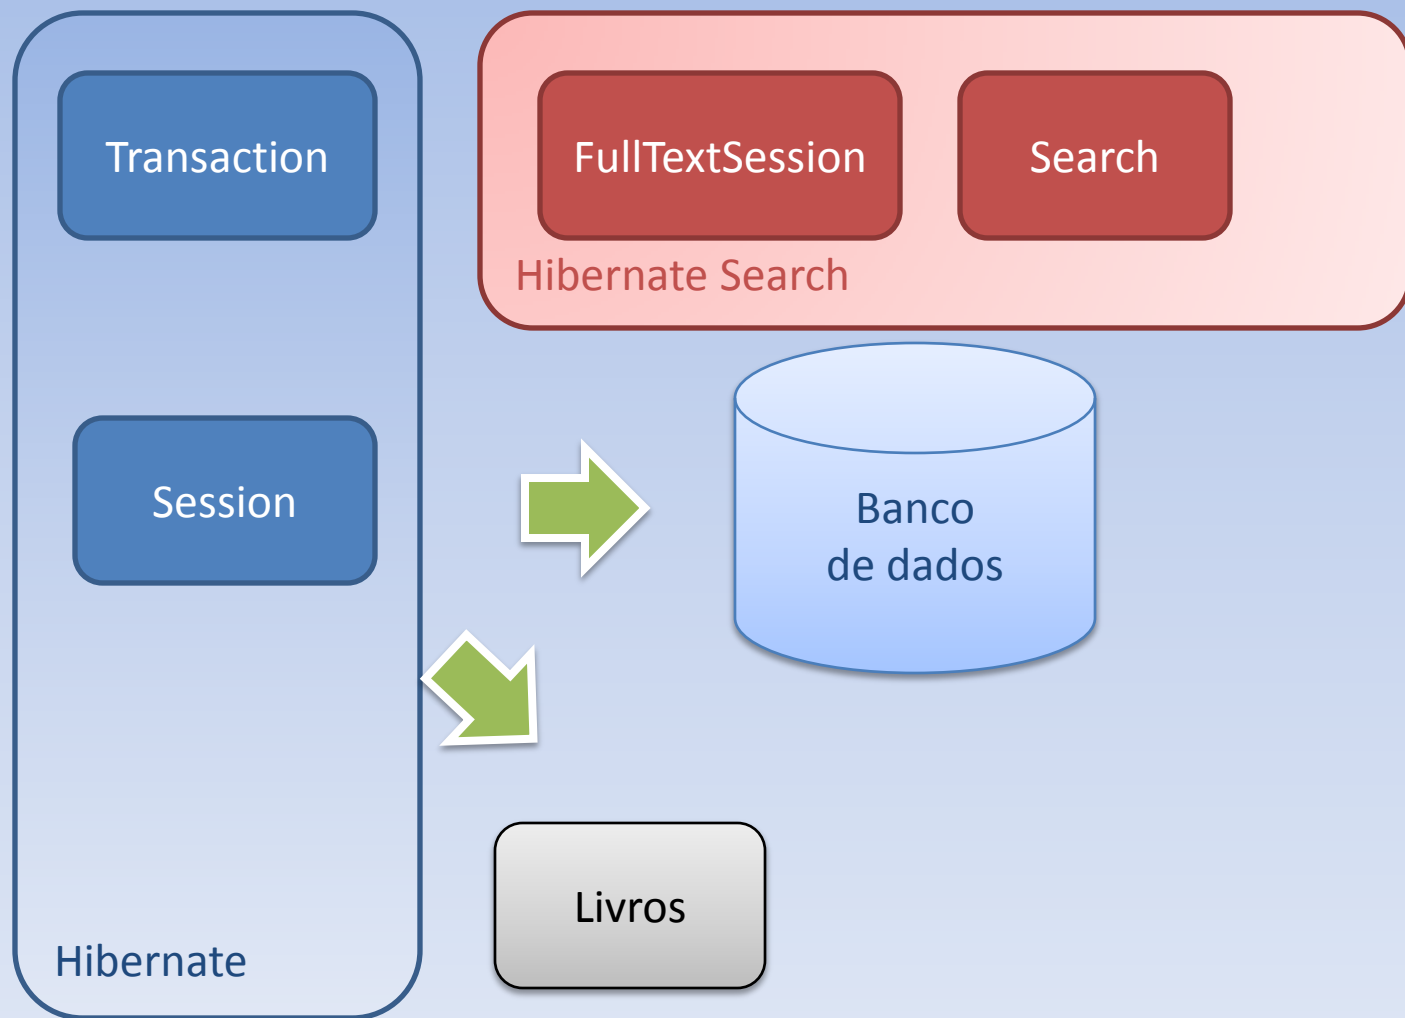 Transaction
FullTextSession
Search
Hibernate Search
Session
Banco
de dados
Livros
Hibernate